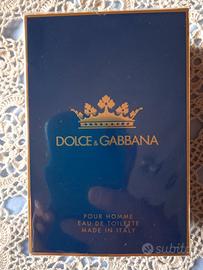 DOLCE & GABBANA
POUR HOMME
EAU DE TOILETTE
MADE IN ITALY
subito